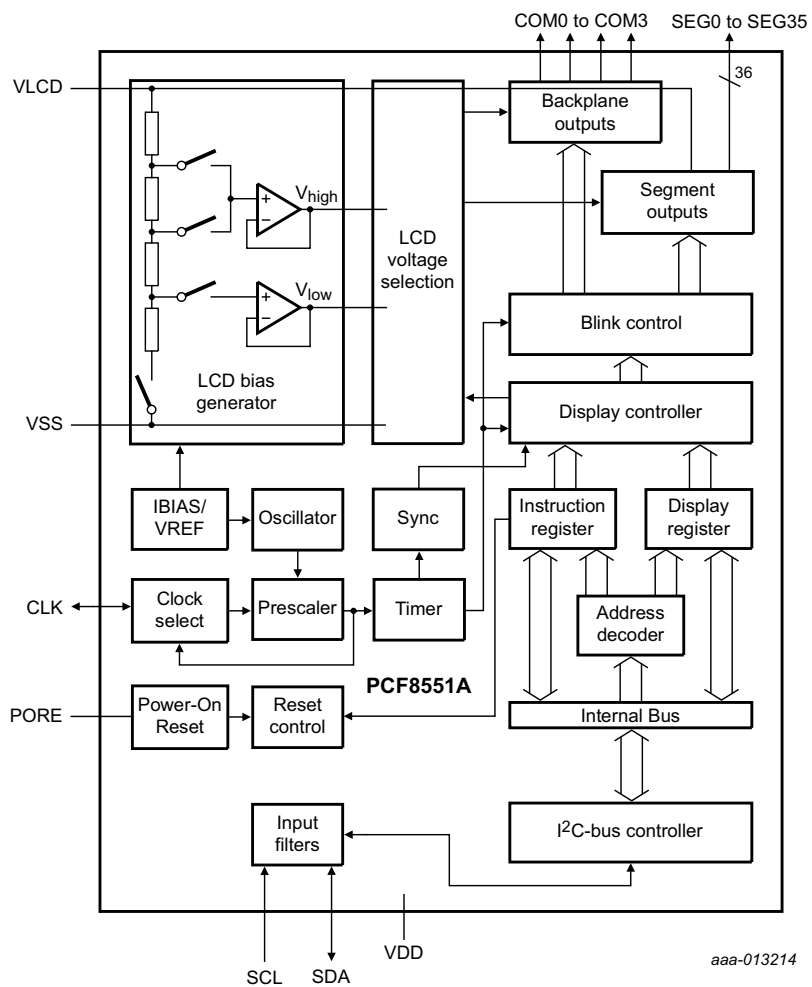 COM0 to COM3
SEG0 to SEG35
36
VLCD
Backplane
outputs
Segment
outputs
Vhigh
LCD
voltage
selection
Vlow
Blink control
LCD bias
generator
Display controller
VSS
IBIAS/
VREF
Oscillator
Sync
Instruction
register
Display
register
CLK
Clock
select
Prescaler
Timer
Address
decoder
PCF8551A
PORE
Power-On
Reset
Reset
control
Internal Bus
Input
filters
I2C-bus controller
VDD
SCL
SDA
aaa-013214
+
−
+
−